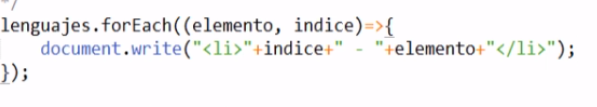 */
lenguajes.forEach((elemento, indice)=>{
    document.write("<li>"+indice+" - "+elemento+"</li>");
});